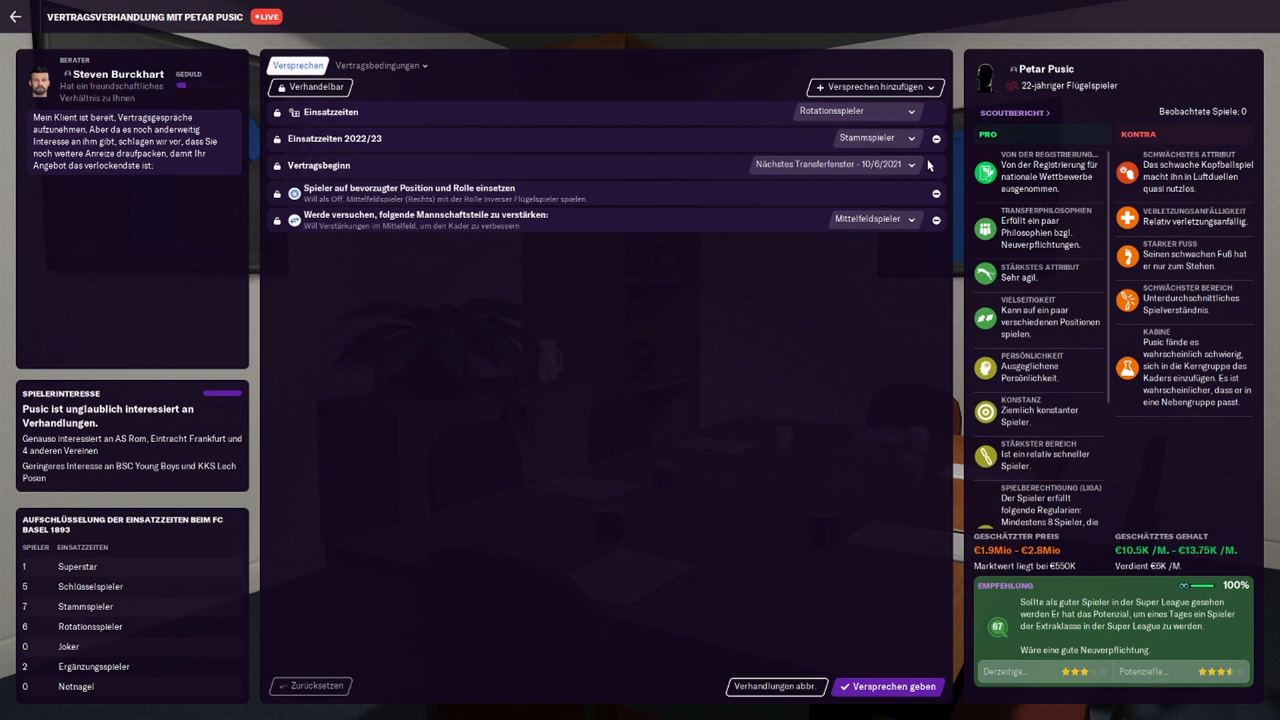 VERTRAGSVERHANDLUNG MIT PETAR PUSIC
LIVE
BERATER
Steven Burckhart
Hat ein freundschaftliches
Verhältnis zu Ihnen
GEDULD
Mein Klient ist bereit, Vertragsgespräche
aufzunehmen. Aber da es noch anderweitig
Interesse an ihm gibt, schlagen wir vor, dass Sie
noch weitere Anreize draufpacken, damit Ihr
Angebot das verlockendste ist.
SPIELERINTERESSE
Pusic ist unglaublich interessiert an
Verhandlungen.
Genauso interessiert an AS Rom, Eintracht Frankfurt und
4 anderen Vereinen
Geringeres Interesse an BSC Young Boys und KKS Lech
Posen
AUFSCHLÜSSELUNG DER EINSATZZEITEN BEIM FC
BASEL 1893
SPIELER EINSATZZEITEN
1 Superstar
5 Schlüsselspieler
7 Stammspieler
6 Rotationsspieler
0 Joker
2 Ergänzungsspieler
0 Notnagel
Versprechen Vertragsbedingungen
Verhandelbar
+ Versprechen hinzufügen
Einsatzzeiten Rotationsspieler
Einsatzzeiten 2022/23 Stammspieler
Vertragsbeginn Nächstes Transferfenster - 10/6/2021
Spieler auf bevorzugter Position und Rolle einsetzen
Will als Off. Mittelfeldspieler (Rechts) mit der Rolle Inverser Flügelspieler spielen.
Werde versuchen, folgende Mannschaftsteile zu verstärken: Mittelfeldspieler
Will Verstärkungen im Mittelfeld, um den Kader zu verbessern
Zurücksetzen
Verhandlungen abbr.
Versprechen geben
Petar Pusic
22-jähriger Flügelspieler
SCOUTBERICHT >
Beobachtete Spiele: 0
PRO
VON DER REGISTRIERUNG...
Von der Registrierung für
nationale Wettbewerbe
ausgenommen.
TRANSFERPHILOSOPHIEN
Erfüllt ein paar
Philosophien bzgl.
Neuverpflichtungen.
STÄRKSTES ATTRIBUT
Sehr agil.
VIELSEITIGKEIT
Kann auf ein paar
verschiedenen Positionen
spielen.
PERSÖNLICHKEIT
Ausgeglichene
Persönlichkeit.
KONSTANZ
Ziemlich konstanter
Spieler.
STÄRKSTER BEREICH
Ist ein relativ schneller
Spieler.
SPIELBERECHTIGUNG (LIGA)
Der Spieler erfüllt
folgende Regularien:
Mindestens 8 Spieler, die
KONTRA
SCHWÄCHSTES ATTRIBUT
Das schwache Kopfballspiel
macht ihn in Luftduellen
quasi nutzlos.
VERLETZUNGSANFÄLLIGKEIT
Relativ verletzungsanfällig.
STARKER FUSS
Seinen schwachen Fuß hat
er nur zum Stehen.
SCHWÄCHSTER BEREICH
Unterdurchschnittliches
Spielverständnis.
KABINE
Pusic fände es
wahrscheinlich schwierig,
sich in die Kerngruppe des
Kaders einzufügen. Es ist
wahrscheinlicher, dass er in
eine Nebengruppe passt.
GESCHÄTZTER PREIS
€1.9Mio - €2.8Mio
Marktwert liegt bei €550K
GESCHÄTZTES GEHALT
€10.5K /M. - €13.75K /M.
Verdient €6K /M.
EMPFEHLUNG 100%
67
Sollte als guter Spieler in der Super League gesehen
werden Er hat das Potenzial, um eines Tages ein Spieler
der Extraklasse in der Super League zu werden.
Wäre eine gute Neuverpflichtung.
Derzeitige... Potenzielle...